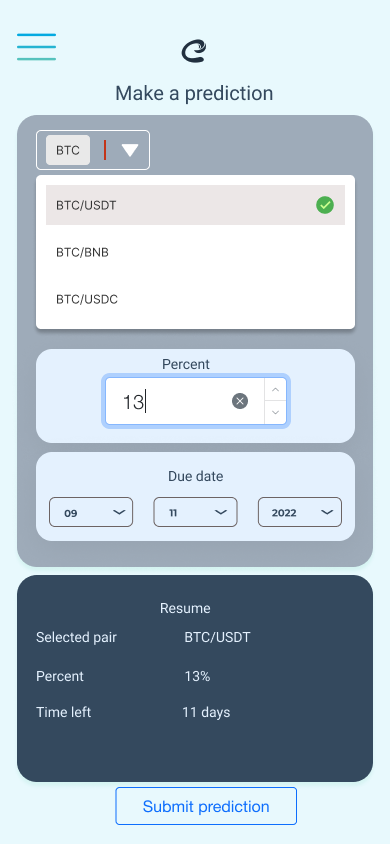 Make a prediction
BTC
BTC/USDT
BTC/BNB
BTC/USDC
Percent
13
Due date
09 11 2022
Resume
Selected pair BTC/USDT
Percent 13%
Time left 11 days
Submit prediction